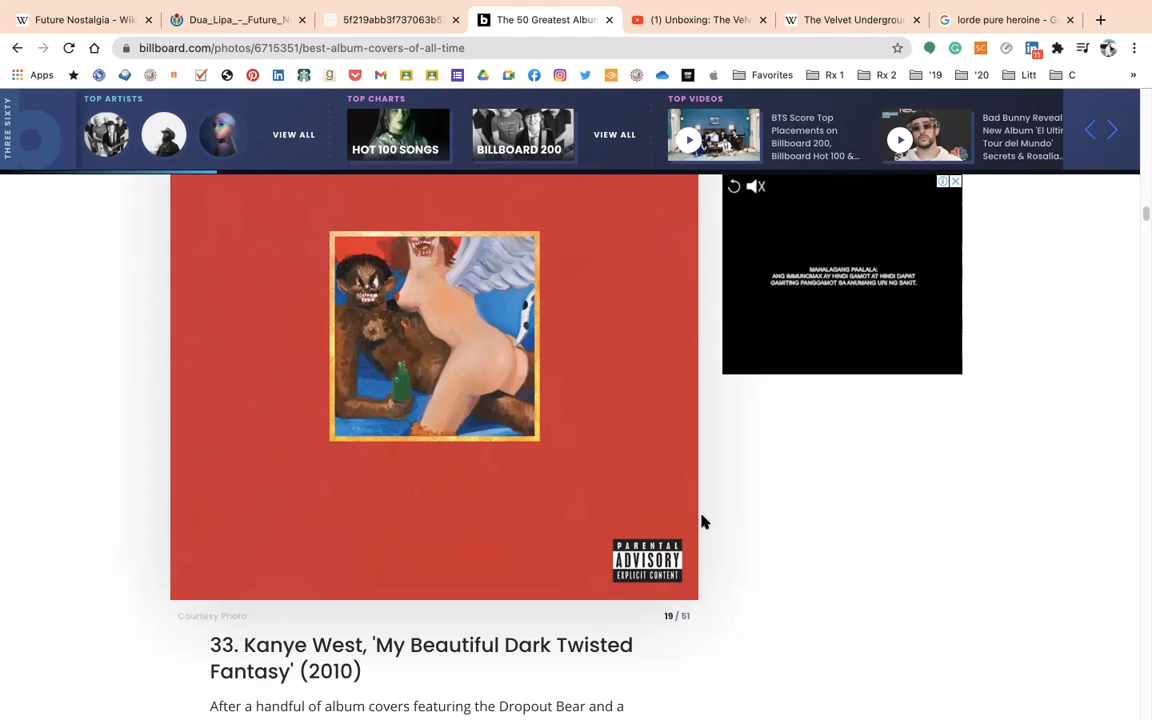 Future Nostalgia - Wiki
Dua_Lipa_-_Future_N
5f219abb3f737063b5
The 50 Greatest Albu
(1) Unboxing: The Velv
The Velvet Underground
lorde pure heroine - G
billboard.com/photos/6715351/best-album-covers-of-all-time
11
Apps
Favorites
Rx 1
Rx 2
'19
'20
Litt
C
»
THREE SIXTY
TOP ARTISTS
VIEW ALL
TOP CHARTS
HOT 100 SONGS
BILLBOARD 200
VIEW ALL
TOP VIDEOS
BTS Score Top
Placements on
Billboard 200,
Billboard Hot 100 &...
Bad Bunny Reveal
New Album 'El Ulti
Tour del Mundo'
Secrets & Rosalia...
MAHALAGANG PAALALA:
ANG IMMUNOMAX AY HINDI GAMOT AT HINDI DAPAT
GAMITING PANGGAMOT SA ANUMANG URI NG SAKIT.
PARENTAL
ADVISORY
EXPLICIT CONTENT
Courtesy Photo
19 / 51
33. Kanye West, 'My Beautiful Dark Twisted
Fantasy' (2010)
After a handful of album covers featuring the Dropout Bear and a